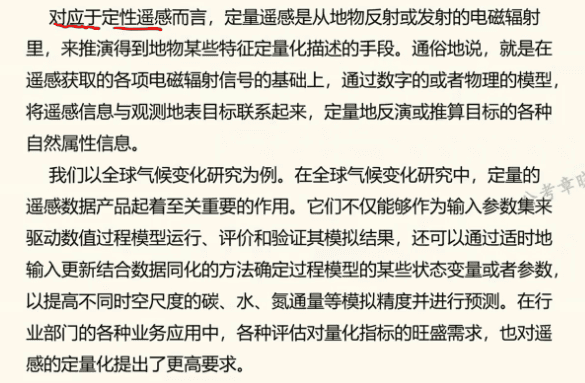 对应于定性遥感而言，定量遥感是从地物反射或发射的电磁辐射
里，来推演得到地物某些特征定量化描述的手段。通俗地说，就是在
遥感获取的各项电磁辐射信号的基础上，通过数字的或者物理的模型，
将遥感信息与观测地表目标联系起来，定量地反演或推算目标的各种
自然属性信息。
我们以全球气候变化研究为例。在全球气候变化研究中，定量的
遥感数据产品起着至关重要的作用。它们不仅能够作为输入参数集来
驱动数值过程模型运行、评价和验证其模拟结果，还可以通过适时地
输入更新结合数据同化的方法确定过程模型的某些状态变量或者参数，
以提高不同时空尺度的碳、水、氮通量等模拟精度并进行预测。在行
业部门的各种业务应用中，各种评估对量化指标的旺盛需求，也对遥
感的定量化提出了更高要求。